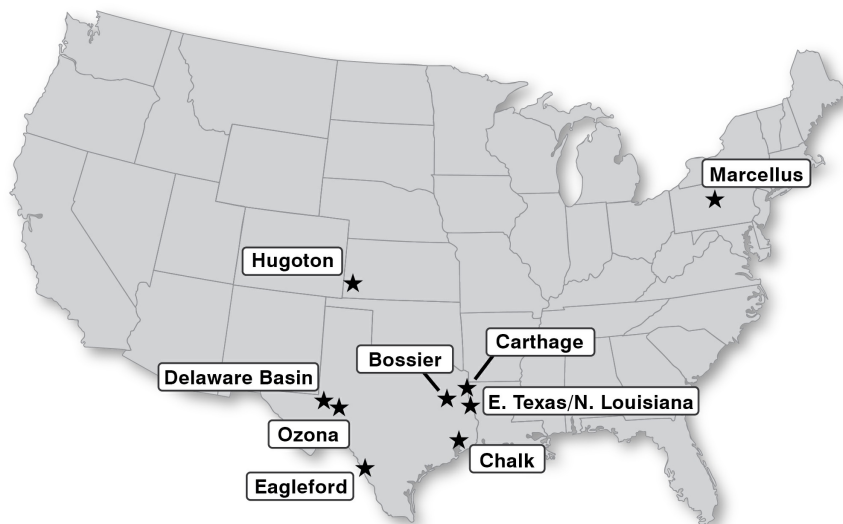 Marcellus
Hugoton
Carthage
Bossier
Delaware Basin
E. Texas/N. Louisiana
Ozona
Chalk
Eagleford